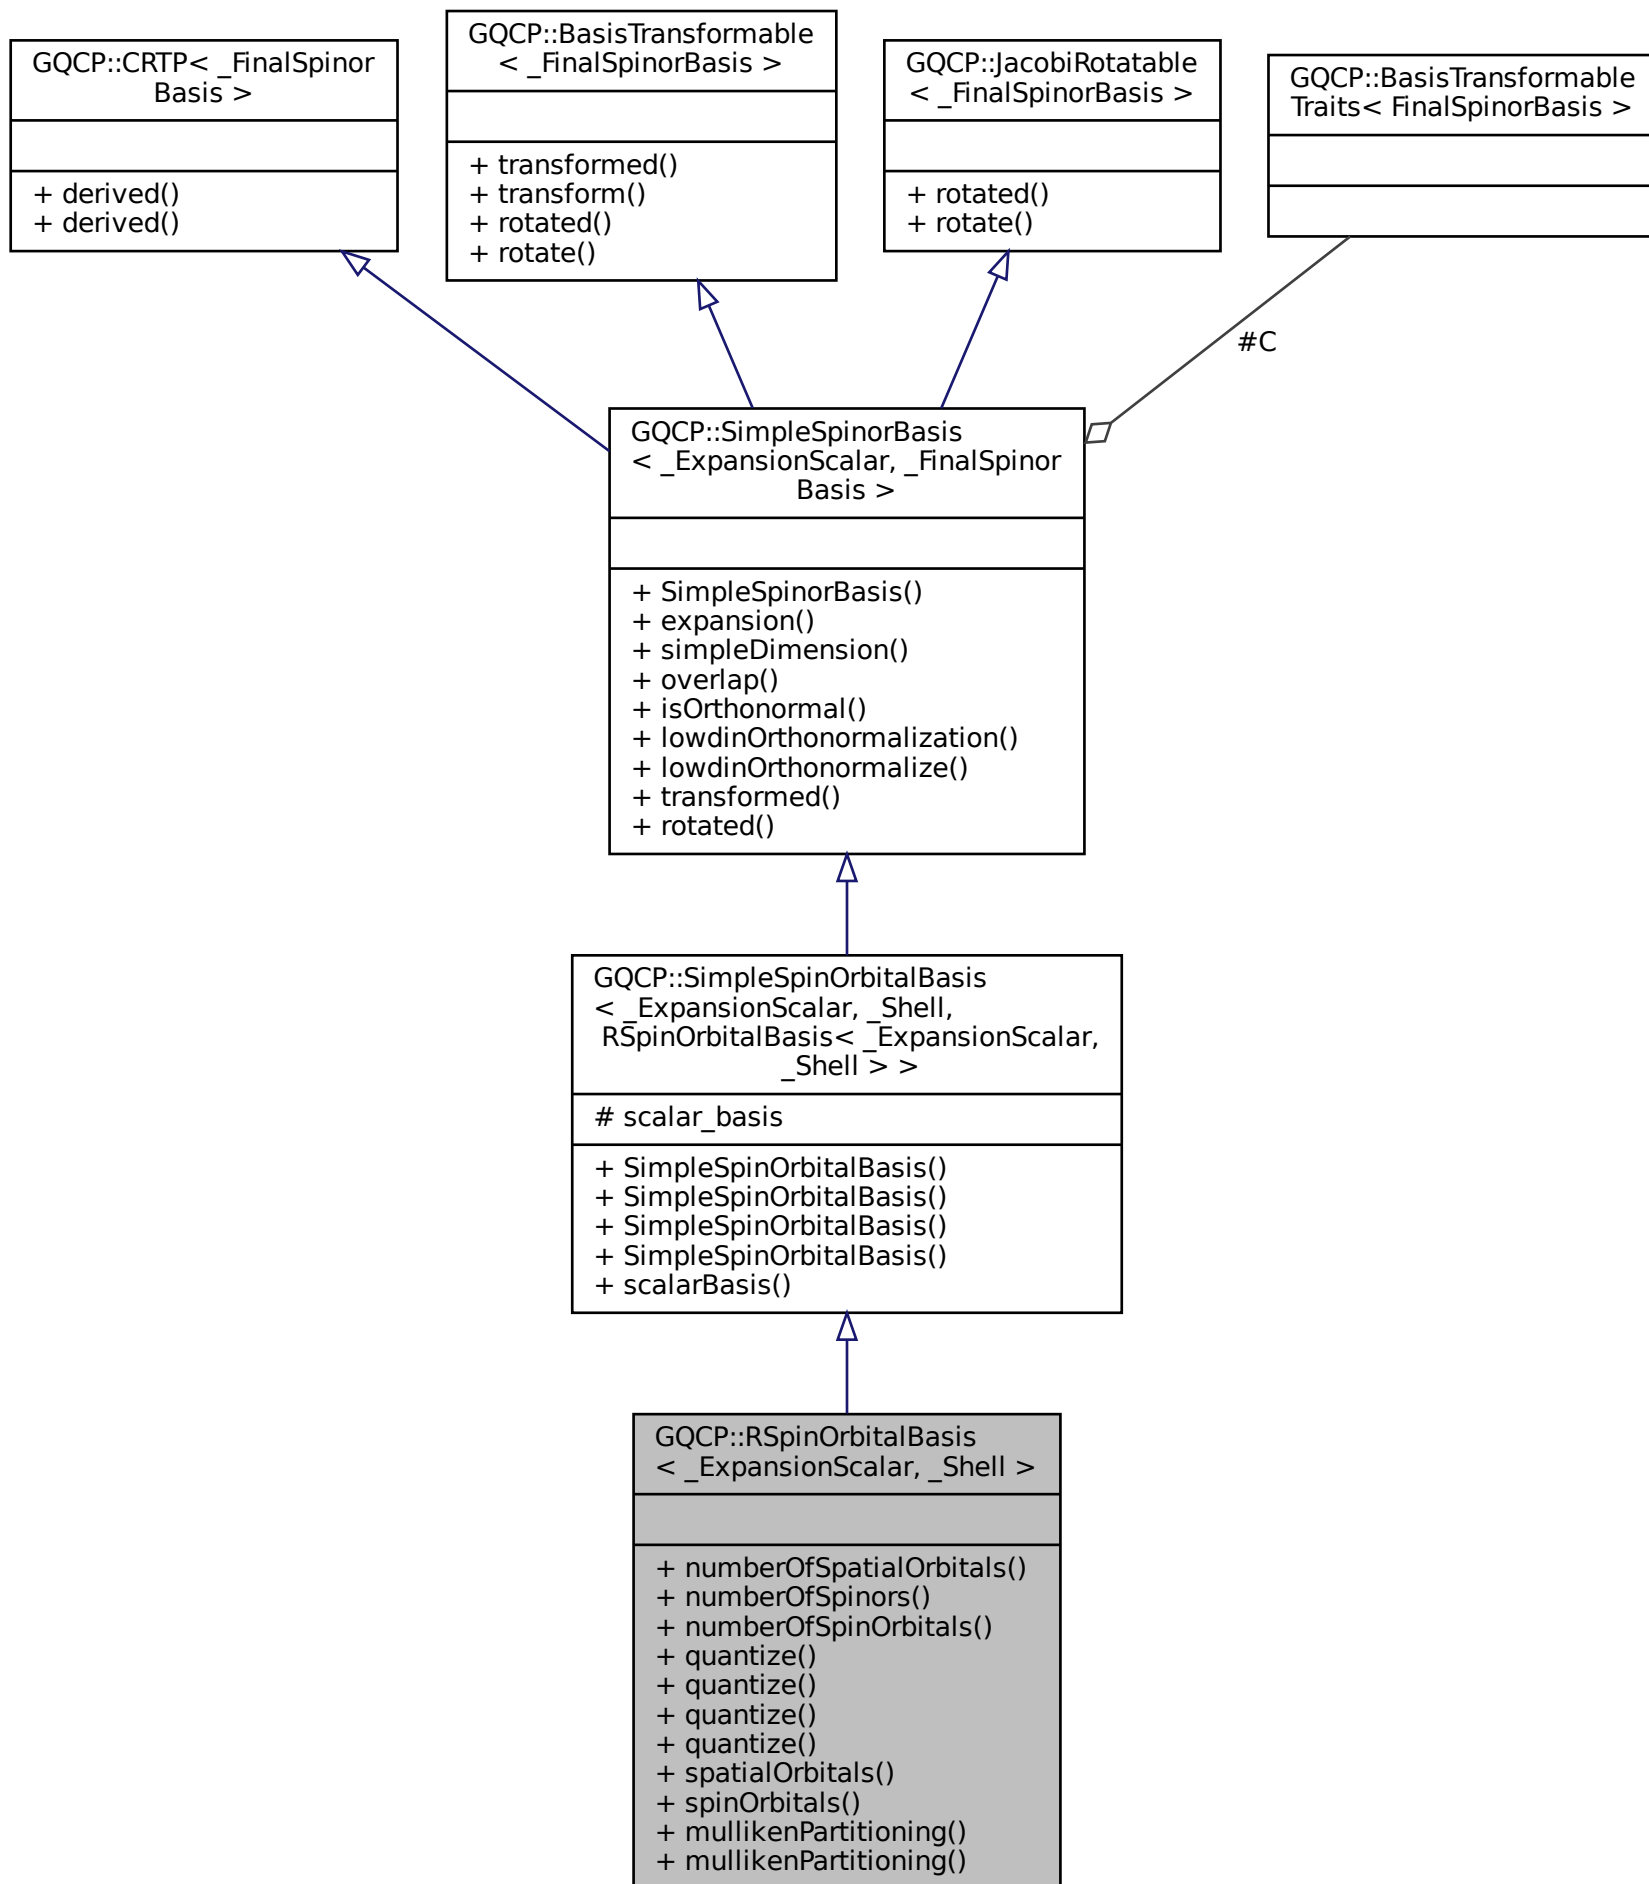 GQCP::CRTP< _FinalSpinor
Basis >
+ derived()
+ derived()
GQCP::BasisTransformable
< _FinalSpinorBasis >
+ transformed()
+ transform()
+ rotated()
+ rotate()
GQCP::JacobiRotatable
< _FinalSpinorBasis >
+ rotated()
+ rotate()
GQCP::BasisTransformable
Traits< FinalSpinorBasis >
#C
GQCP::SimpleSpinorBasis
< _ExpansionScalar, _FinalSpinor
Basis >
+ SimpleSpinorBasis()
+ expansion()
+ simpleDimension()
+ overlap()
+ isOrthonormal()
+ lowdinOrthonormalization()
+ lowdinOrthonormalize()
+ transformed()
+ rotated()
GQCP::SimpleSpinOrbitalBasis
< _ExpansionScalar, _Shell,
RSpinOrbitalBasis< _ExpansionScalar,
_Shell > >
# scalar_basis
+ SimpleSpinOrbitalBasis()
+ SimpleSpinOrbitalBasis()
+ SimpleSpinOrbitalBasis()
+ SimpleSpinOrbitalBasis()
+ scalarBasis()
GQCP::RSpinOrbitalBasis
< _ExpansionScalar, _Shell >
+ numberOfSpatialOrbitals()
+ numberOfSpinors()
+ numberOfSpinOrbitals()
+ quantize()
+ quantize()
+ quantize()
+ quantize()
+ spatialOrbitals()
+ spinOrbitals()
+ mullikenPartitioning()
+ mullikenPartitioning()